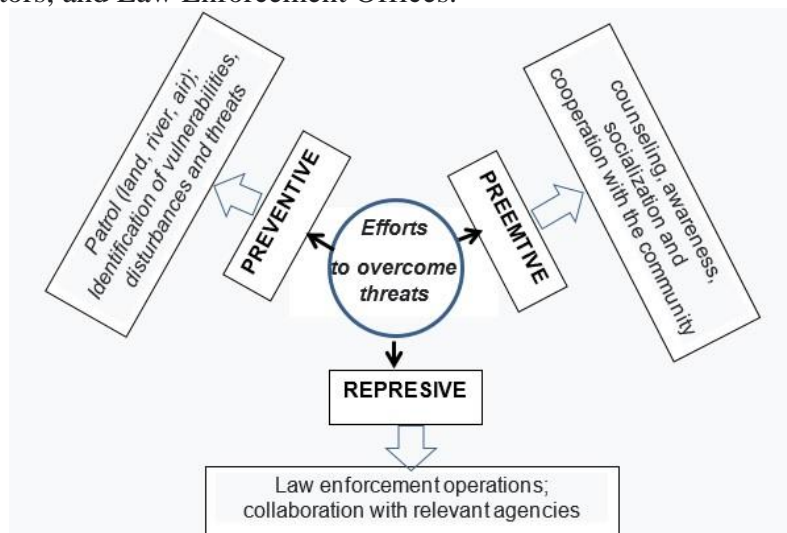 tors, and Law Enforcement Offices.
Patrol (land, river, air);
Identification of vulnerabilities,
disturbances and threats
PREVENTIVE
Efforts
to overcome
threats
PREEMTIVE
counseling, awareness,
socialization and
cooperation with the community
REPRESIVE
Law enforcement operations;
collaboration with relevant agencies